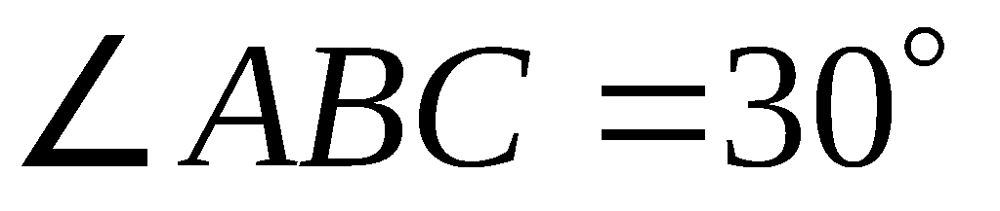 ∠ABC = 30°